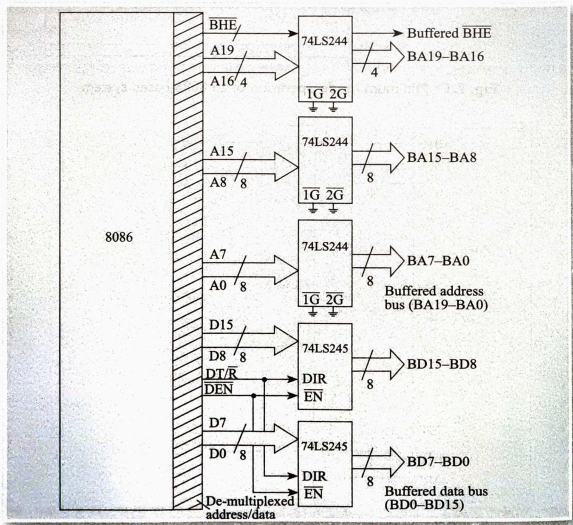 8086
BHE
A19
A16
4
74LS244
1G 2G
Buffered BHE
BA19–BA16
4
A15
A8
8
74LS244
1G 2G
BA15–BA8
8
A7
A0
8
74LS244
1G 2G
BA7–BA0
8
Buffered address
bus (BA19–BA0)
D15
D8
8
74LS245
DT/R
DIR
DEN
EN
BD15–BD8
8
D7
D0
8
74LS245
DIR
EN
BD7–BD0
8
Buffered data bus
(BD0–BD15)
De-multiplexed
address/data